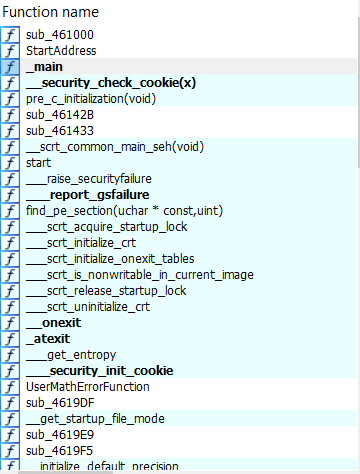 Function name
f sub_461000
f StartAddress
f _main
f __security_check_cookie(x)
f pre_c_initialization(void)
f sub_46142B
f sub_461433
f __scrt_common_main_seh(void)
f start
f ___raise_securityfailure
f ___report_gsfailure
f find_pe_section(uchar * const,uint)
f ___scrt_acquire_startup_lock
f ___scrt_initialize_crt
f ___scrt_initialize_onexit_tables
f ___scrt_is_nonwritable_in_current_image
f ___scrt_release_startup_lock
f ___scrt_uninitialize_crt
f __onexit
f _atexit
f ___get_entropy
f ___security_init_cookie
f UserMathErrorFunction
f sub_4619DF
f __get_startup_file_mode
f sub_4619E9
f sub_4619F5
f __initialize_default_precision